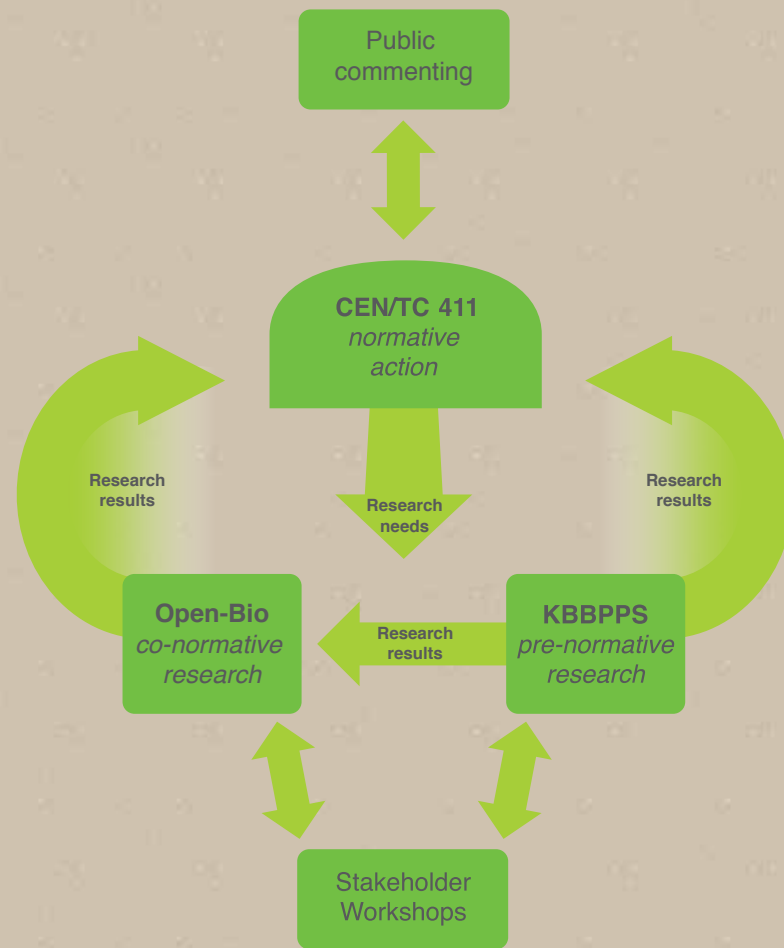 Public
commenting
CEN/TC 411
normative
action
Research
results
Research
needs
Research
results
Open-Bio
co-normative
research
Research
results
KBBPPS
pre-normative
research
Stakeholder
Workshops